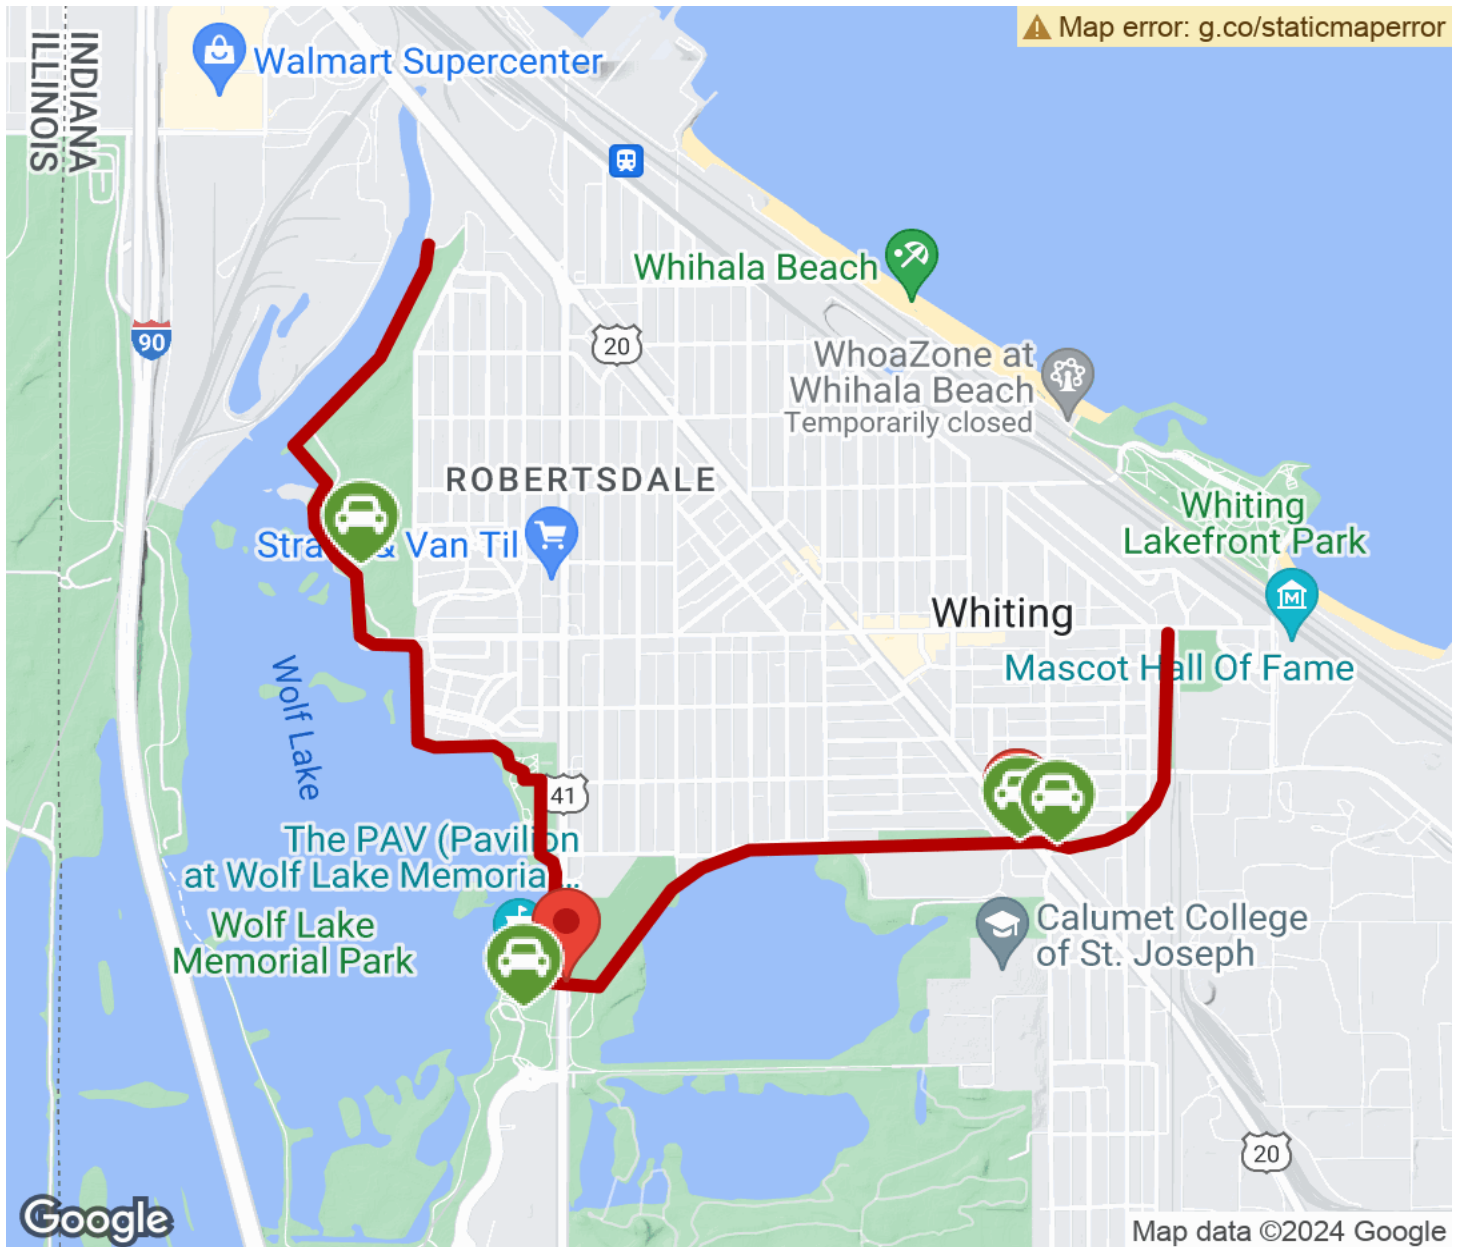 Map error: g.co/staticmaperror
INDIANA
ILLINOIS
Walmart Supercenter
Whihala Beach
90
20
WhoaZone at
Whihala Beach
Temporarily closed
ROBERTSDALE
Whiting
Lakefront Park
Van Til
Whiting
Mascot Hall Of Fame
Wolf Lake
41
The PAV (Pavilion
at Wolf Lake Memoria...
Wolf Lake
Memorial Park
Calumet College
of St. Joseph
20
Google
Map data ©2024 Google